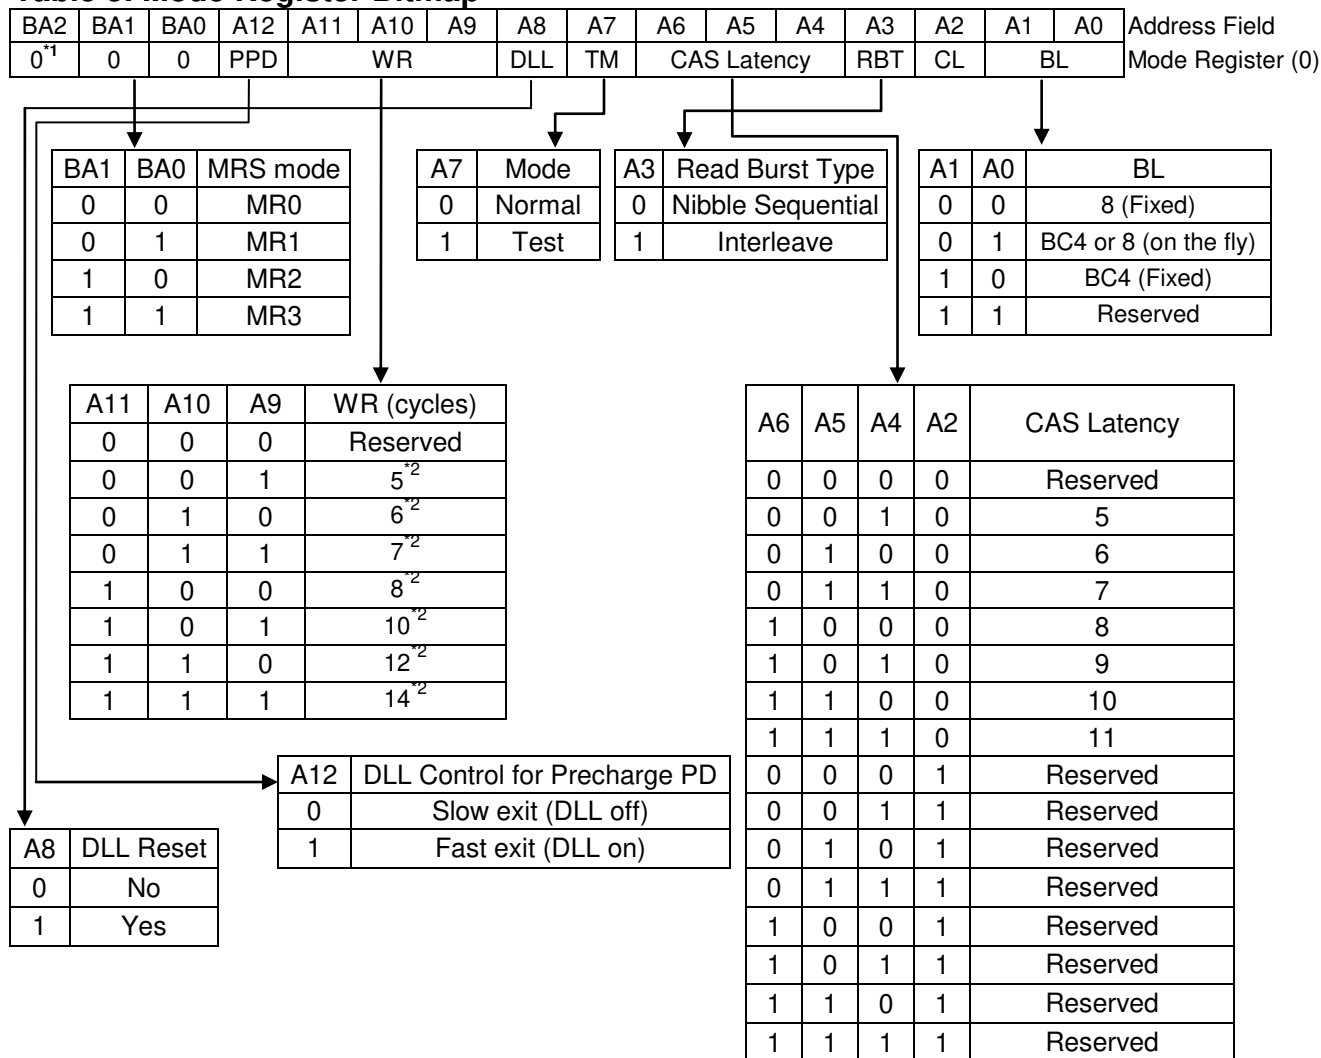 Table 6. Mode Register Bitmap
BA2 BA1 BA0 A12 A11 A10 A9 A8 A7 A6 A5 A4 A3 A2 A1 A0 Address Field
0*1 0 0 PPD WR DLL TM CAS Latency RBT CL BL Mode Register (0)
BA1 BA0 MRS mode
0 0 MR0
0 1 MR1
1 0 MR2
1 1 MR3
A7 Mode
0 Normal
1 Test
A3 Read Burst Type
0 Nibble Sequential
1 Interleave
A1 A0 BL
0 0 8 (Fixed)
0 1 BC4 or 8 (on the fly)
1 0 BC4 (Fixed)
1 1 Reserved
A11 A10 A9 WR (cycles)
0 0 0 Reserved
0 0 1 5*2
0 1 0 6*2
0 1 1 7*2
1 0 0 8*2
1 0 1 10*2
1 1 0 12*2
1 1 1 14*2
A6 A5 A4 A2 CAS Latency
0 0 0 0 Reserved
0 0 1 0 5
0 1 0 0 6
0 1 1 0 7
1 0 0 0 8
1 0 1 0 9
1 1 0 0 10
1 1 1 0 11
0 0 0 1 Reserved
0 0 1 1 Reserved
0 1 0 1 Reserved
0 1 1 1 Reserved
1 0 0 1 Reserved
1 0 1 1 Reserved
1 1 0 1 Reserved
1 1 1 1 Reserved
A12 DLL Control for Precharge PD
0 Slow exit (DLL off)
1 Fast exit (DLL on)
A8 DLL Reset
0 No
1 Yes